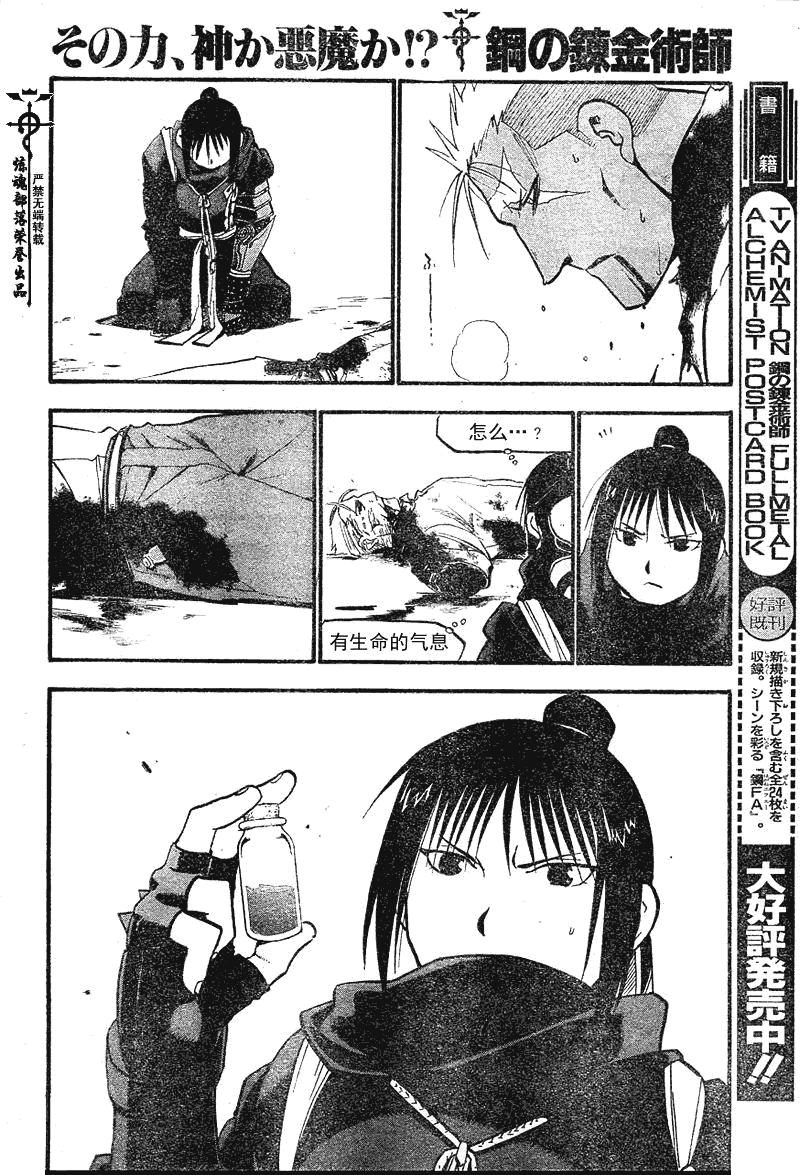 その力、神か悪魔か!? 鋼の錬金術師
惊魂部落荣誉出品
严禁无端转载
怎么…？
有生命的气息
書籍
TV ANIMATION 鋼の錬金術師 FULLMETAL
ALCHEMIST POSTCARD BOOK
好評
既刊
新規描き下ろしを含む全24枚を
収録。シーンを彩る『鋼FA』。
大好評発売中!!